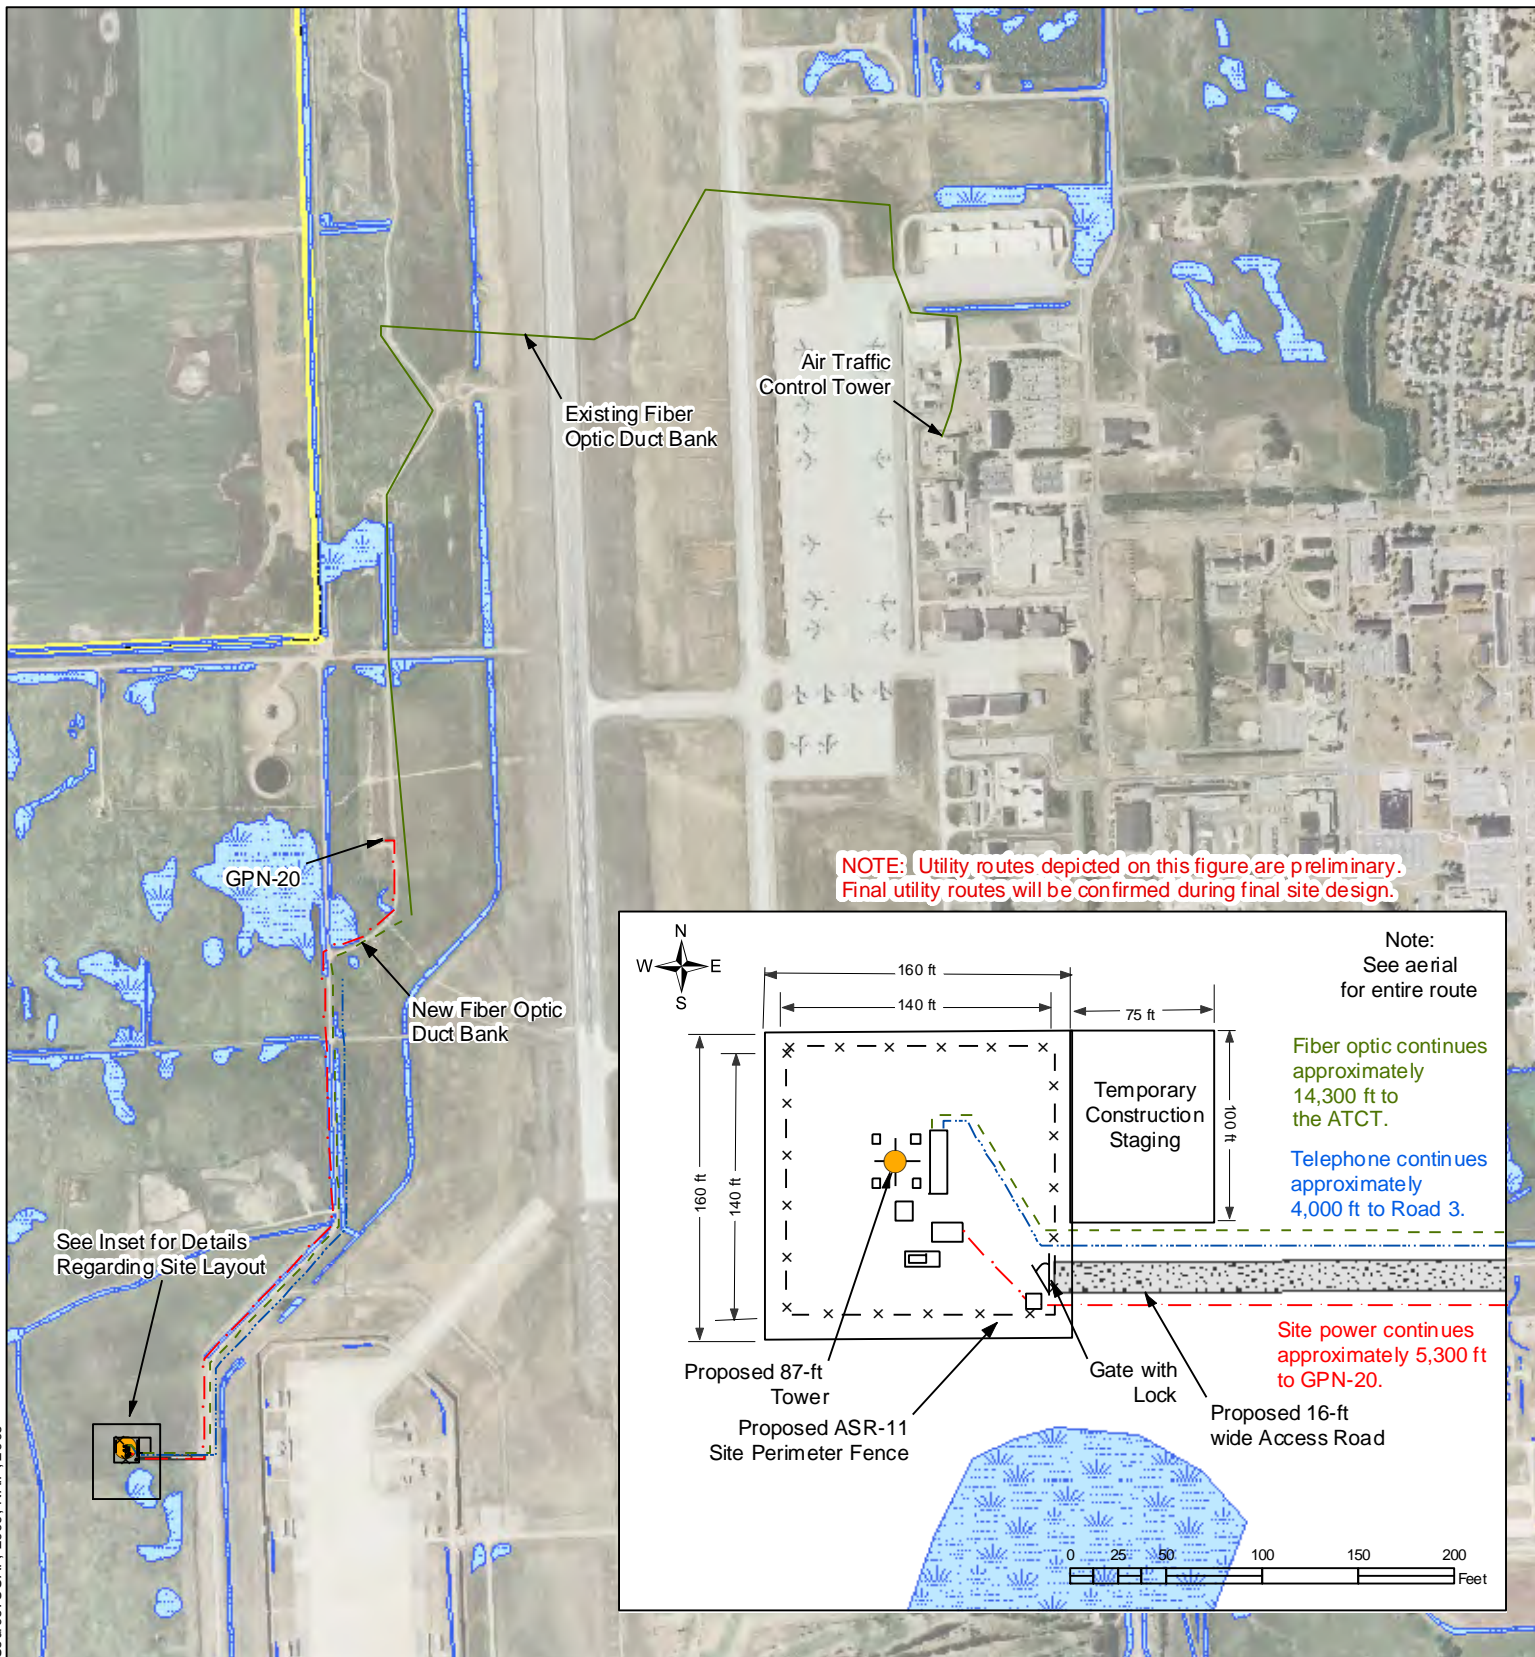 Air Traffic
Control Tower
Existing Fiber
Optic Duct Bank
GPN-20
NOTE: Utility routes depicted on this figure are preliminary.
Final utility routes will be confirmed during final site design.
New Fiber Optic
Duct Bank
See Inset for Details
Regarding Site Layout
N
W
E
S
160 ft
140 ft
75 ft
Note:
See aerial
for entire route
160 ft
140 ft
100 ft
Temporary
Construction
Staging
Fiber optic continues
approximately
14,300 ft to
the ATCT.
Telephone continues
approximately
4,000 ft to Road 3.
Site power continues
approximately 5,300 ft
to GPN-20.
Proposed 87-ft
Tower
Proposed ASR-11
Site Perimeter Fence
Gate with
Lock
Proposed 16-ft
wide Access Road
0 25 50 100 150 200
Feet